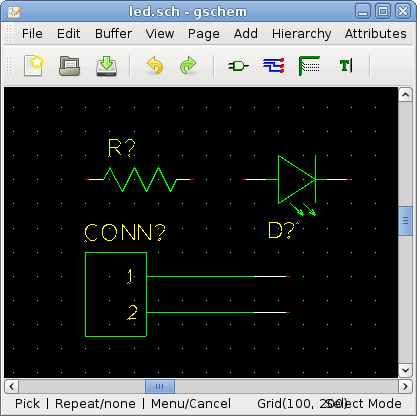 led.sch - gschem
File Edit Buffer View Page Add Hierarchy Attributes
T
R?
CONN?
D?
1
2
Pick | Repeat/none | Menu/Cancel Grid(100, 200) Select Mode